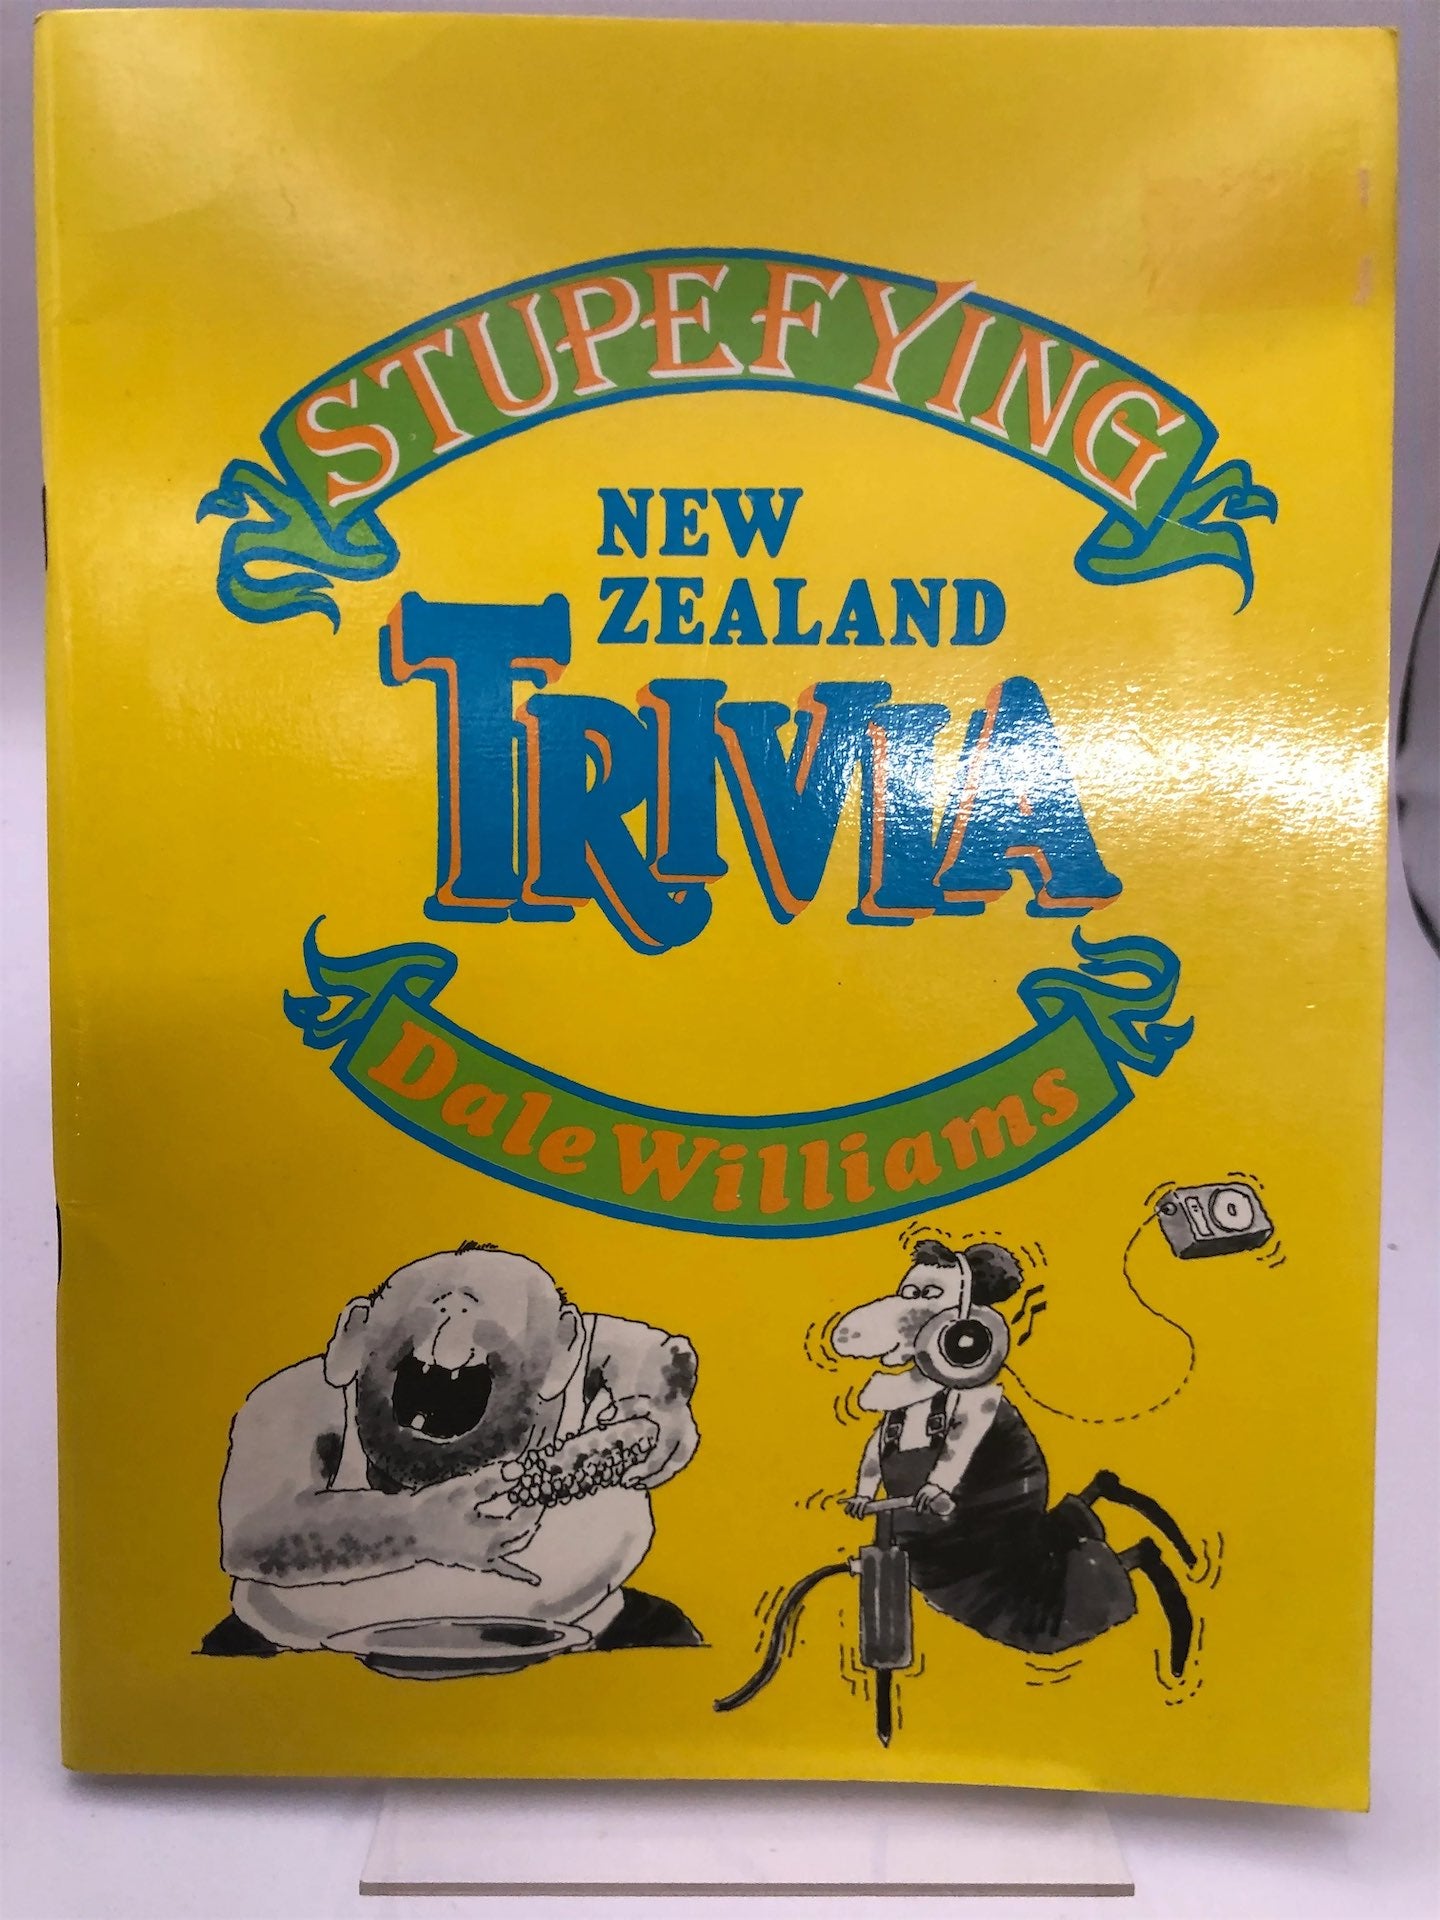 STUPEFYING
NEW
ZEALAND
TRIVIA
Dale Williams